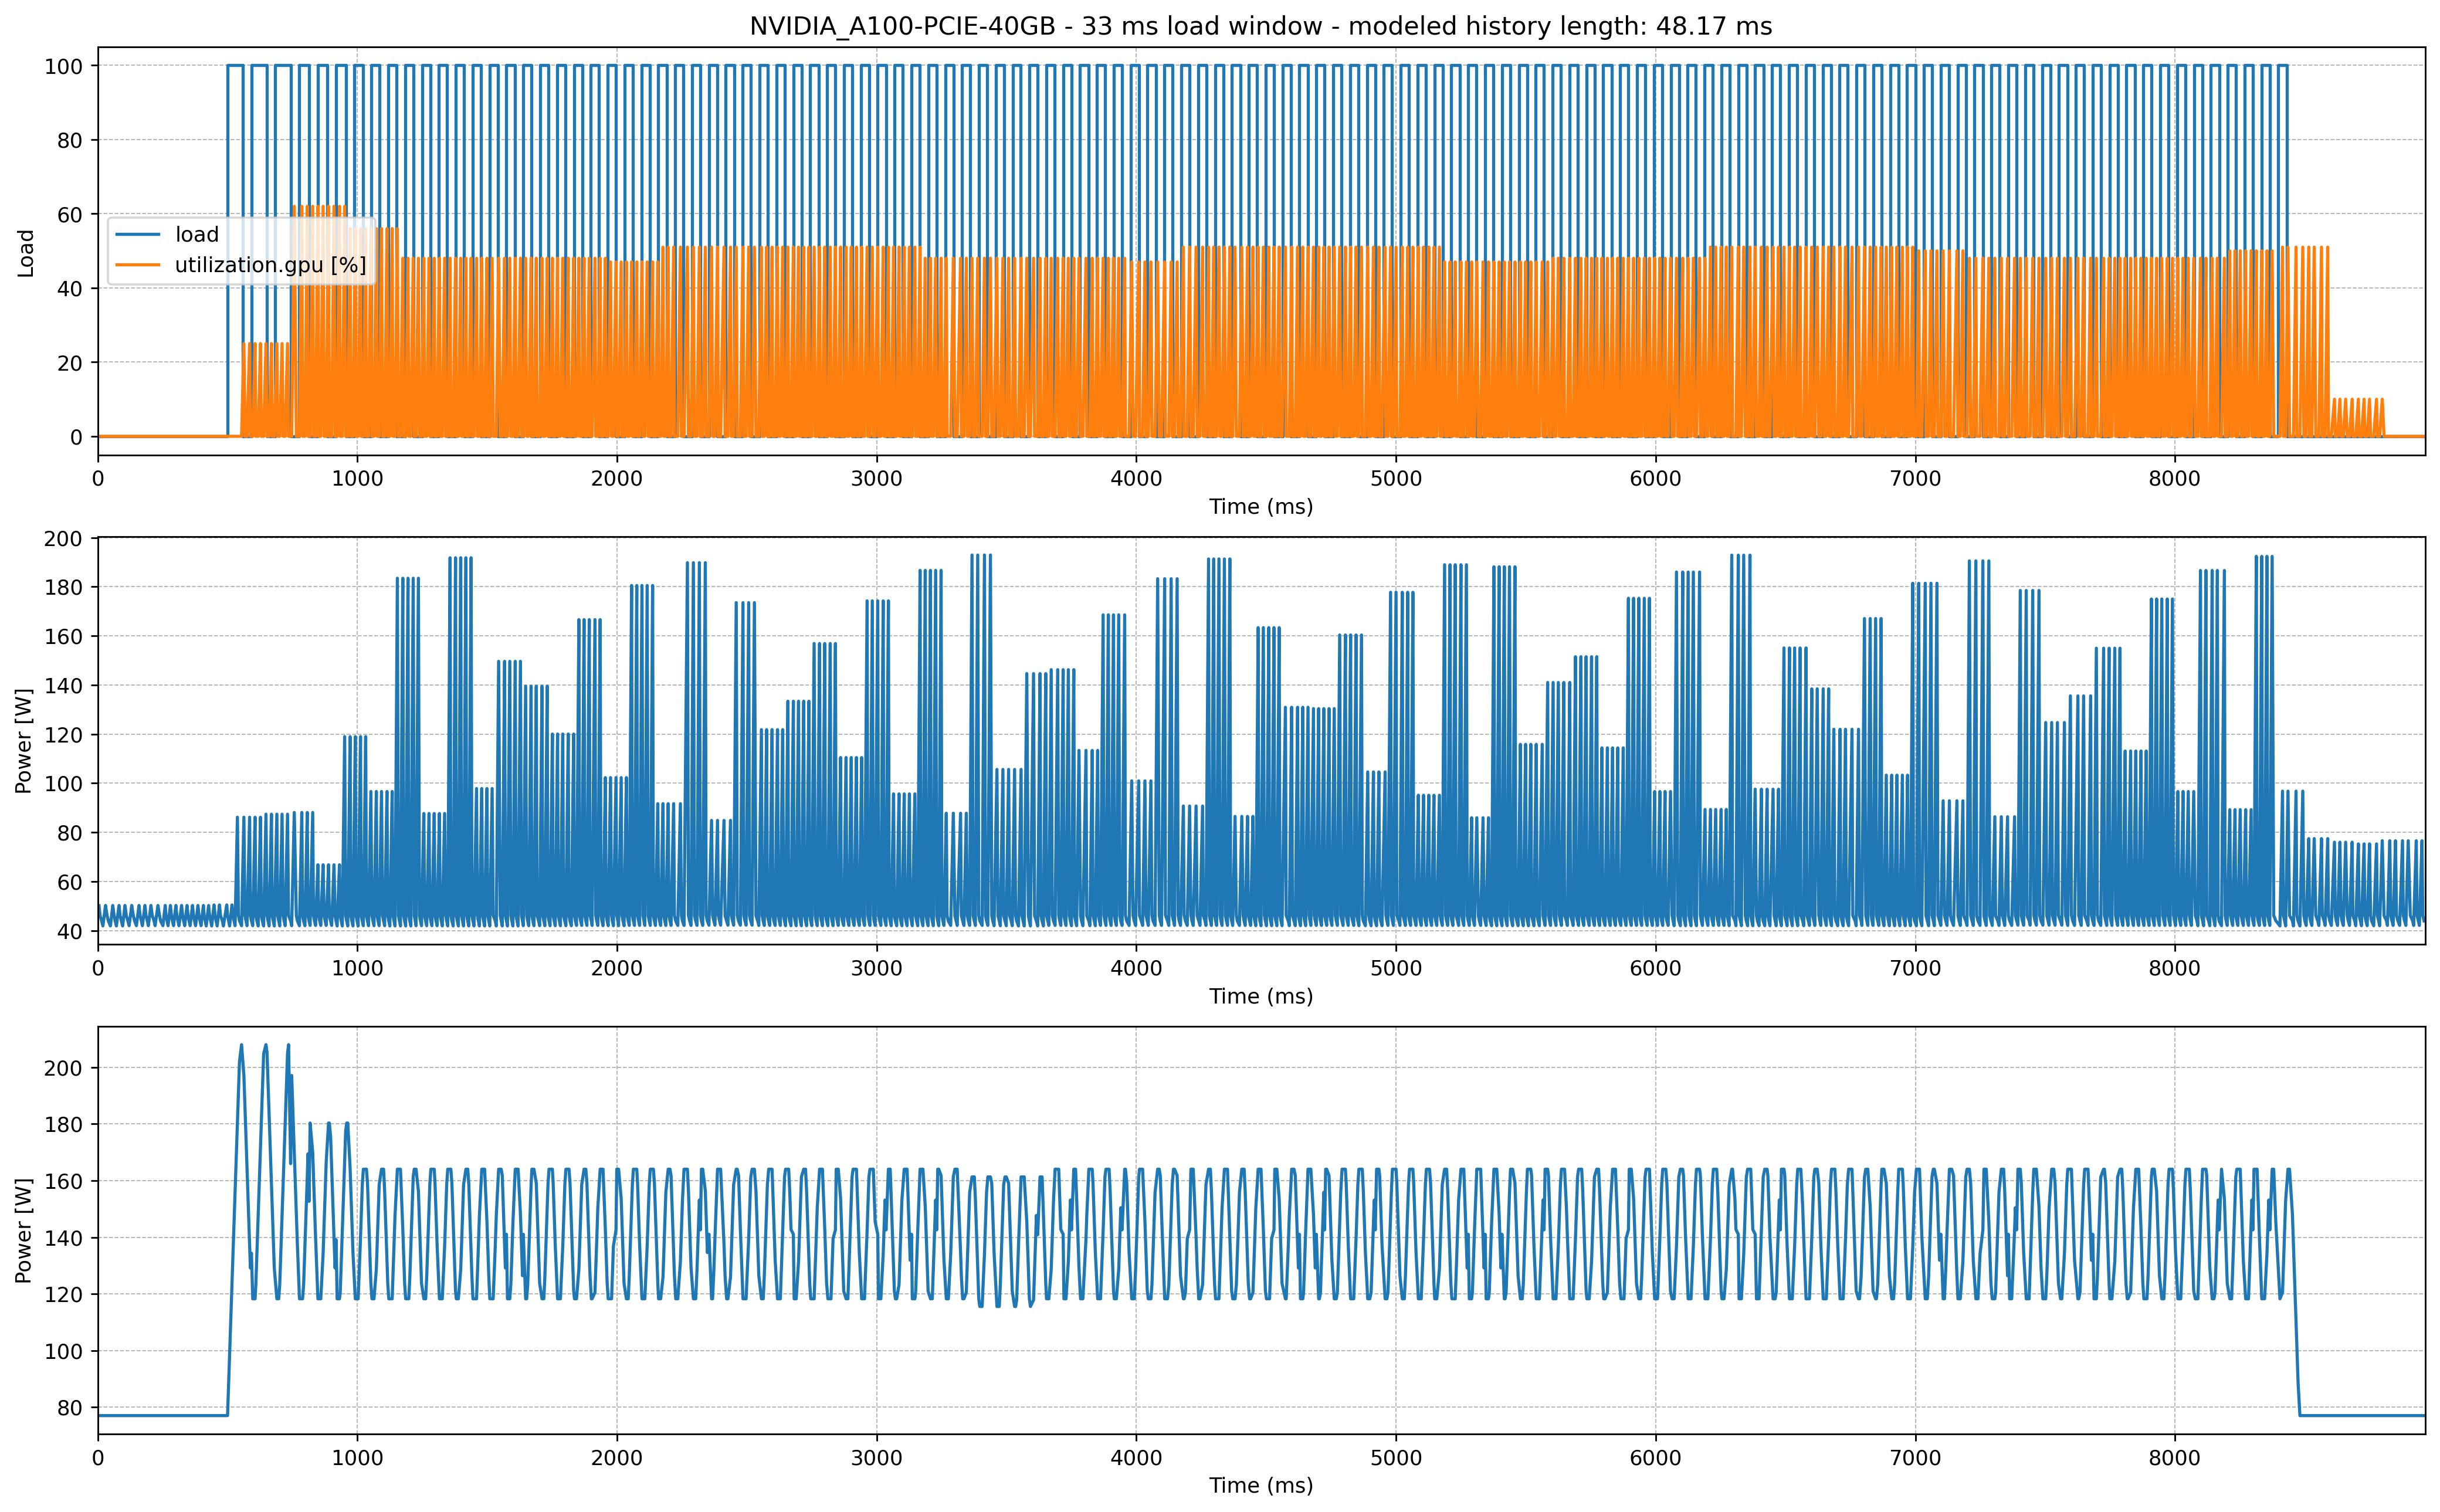 NVIDIA_A100-PCIE-40GB - 33 ms load window - modeled history length: 48.17 ms
100
80
60
40
20
0
Load
load
utilization.gpu [%]
0 1000 2000 3000 4000 5000 6000 7000 8000
Time (ms)
200
180
160
140
120
100
80
60
40
Power [W]
0 1000 2000 3000 4000 5000 6000 7000 8000
Time (ms)
200
180
160
140
120
100
80
Power [W]
0 1000 2000 3000 4000 5000 6000 7000 8000
Time (ms)